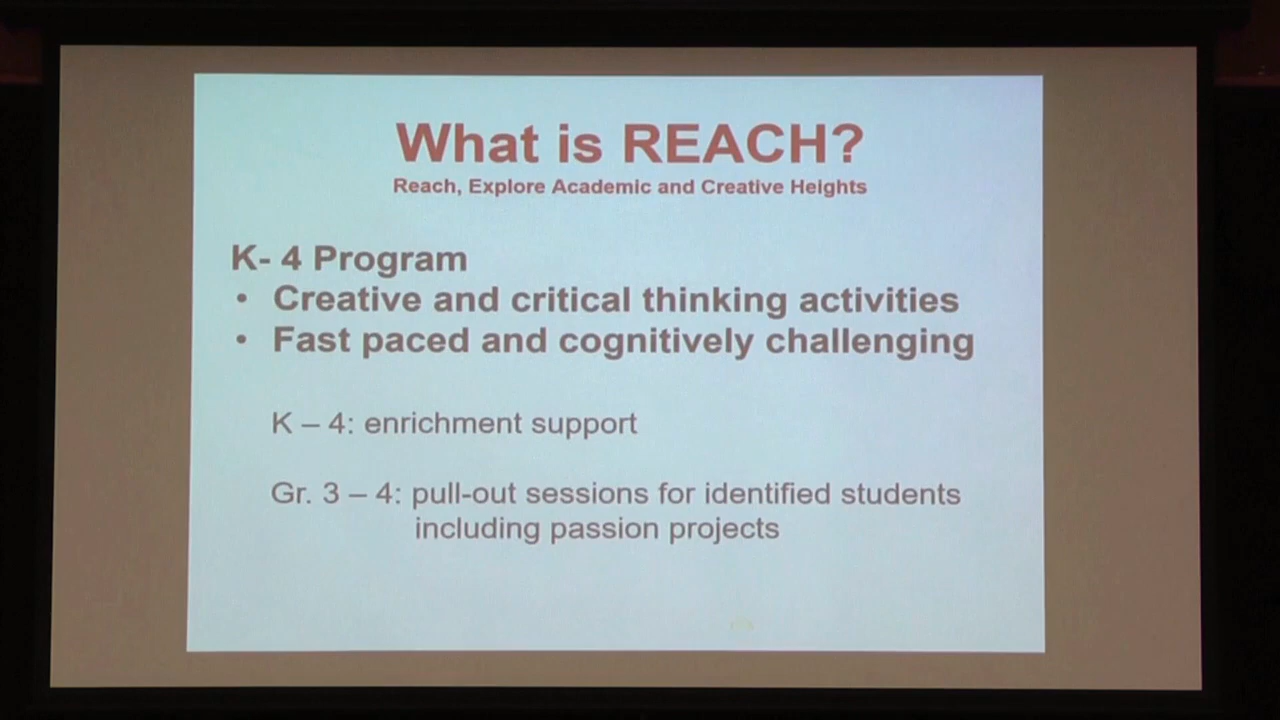 What is REACH?
Reach, Explore Academic and Creative Heights
K- 4 Program
• Creative and critical thinking activities
• Fast paced and cognitively challenging
K – 4: enrichment support
Gr. 3 – 4: pull-out sessions for identified students
including passion projects